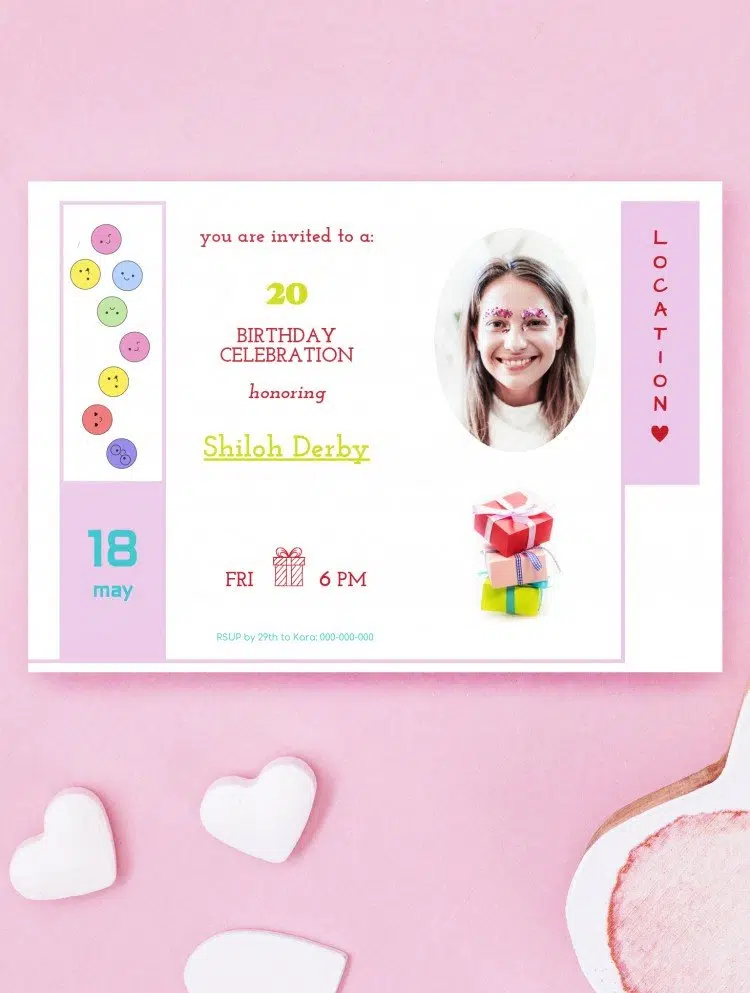 you are invited to a:
20
BIRTHDAY
CELEBRATION
honoring
Shiloh Derby
18
may
FRI 6 PM
RSUP by 29th to Kara: 000-000-000
LOCATION